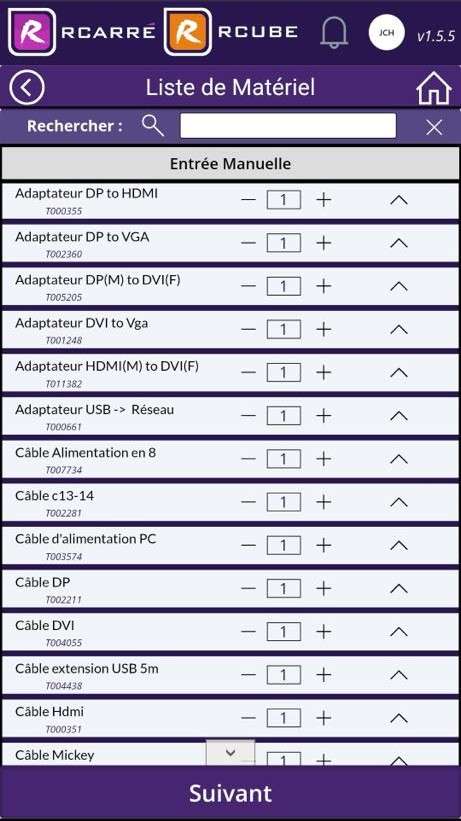 R RCARRÉ R RCUBE JCH v1.5.5
Liste de Matériel
Rechercher :
Entrée Manuelle
Adaptateur DP to HDMI
T000355
1
Adaptateur DP to VGA
T002360
1
Adaptateur DP(M) to DVI(F)
T005205
1
Adaptateur DVI to Vga
T001248
1
Adaptateur HDMI(M) to DVI(F)
T011382
1
Adaptateur USB -> Réseau
T000661
1
Câble Alimentation en 8
T007734
1
Câble c13-14
T002281
1
Câble d'alimentation PC
T003574
1
Câble DP
T002211
1
Câble DVI
T004055
1
Câble extension USB 5m
T004438
1
Câble Hdmi
T000351
1
Câble Mickey
1
Suivant